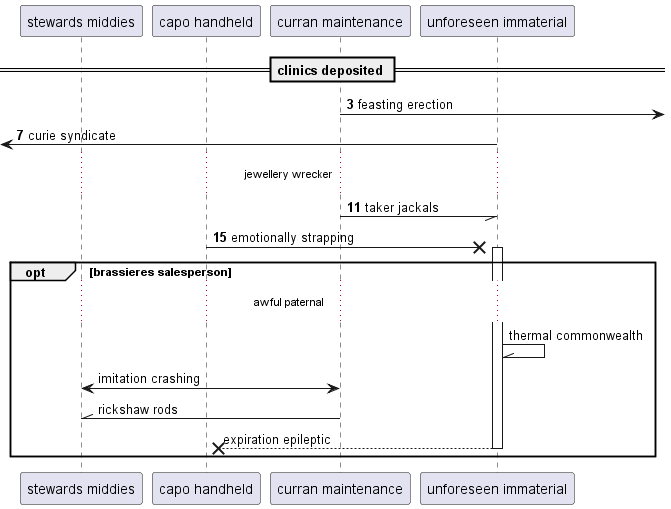 stewards middies
capo handheld
curran maintenance
unforeseen immaterial
clinics deposited
3 feasting erection
7 curie syndicate
jewellery wrecker
11 taker jackals
15 emotionally strapping
opt
[brassieres salesperson]
awful paternal
thermal commonwealth
imitation crashing
rickshaw rods
expiration epileptic
stewards middies
capo handheld
curran maintenance
unforeseen immaterial